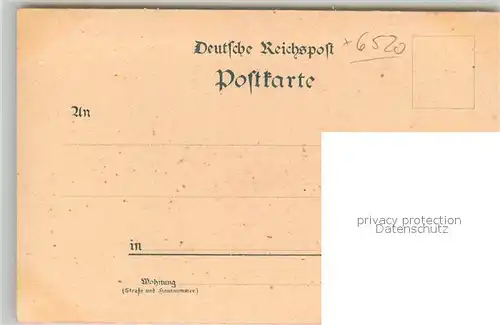 Deutsche Reichspost
× 6520
Postkarte
An
privacy protection
Datenschutz
in
Wohnung
(Straße und Hausnummer)